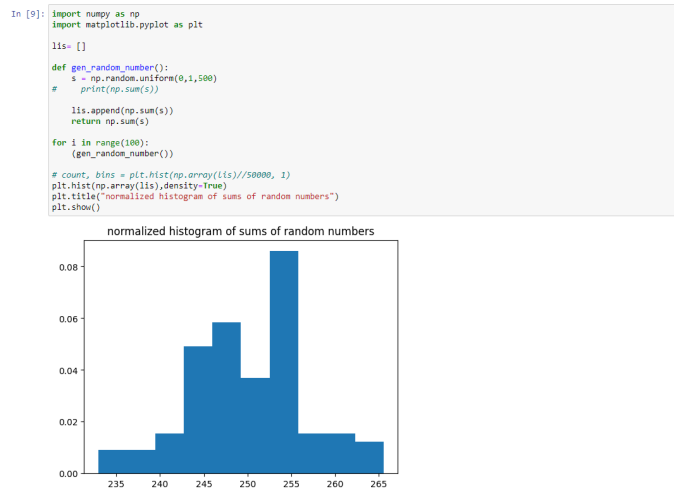 In [9]: import numpy as np
import matplotlib.pyplot as plt
lis= []
def gen_random_number():
s = np.random.uniform(0,1,500)
#     print(np.sum(s))
lis.append(np.sum(s))
return np.sum(s)
for i in range(100):
(gen_random_number())
# count, bins = plt.hist(np.array(lis)//50000, 1)
plt.hist(np.array(lis),density=True)
plt.title("normalized histogram of sums of random numbers")
plt.show()
normalized histogram of sums of random numbers
0.08
0.06
0.04
0.02
0.00
235 240 245 250 255 260 265